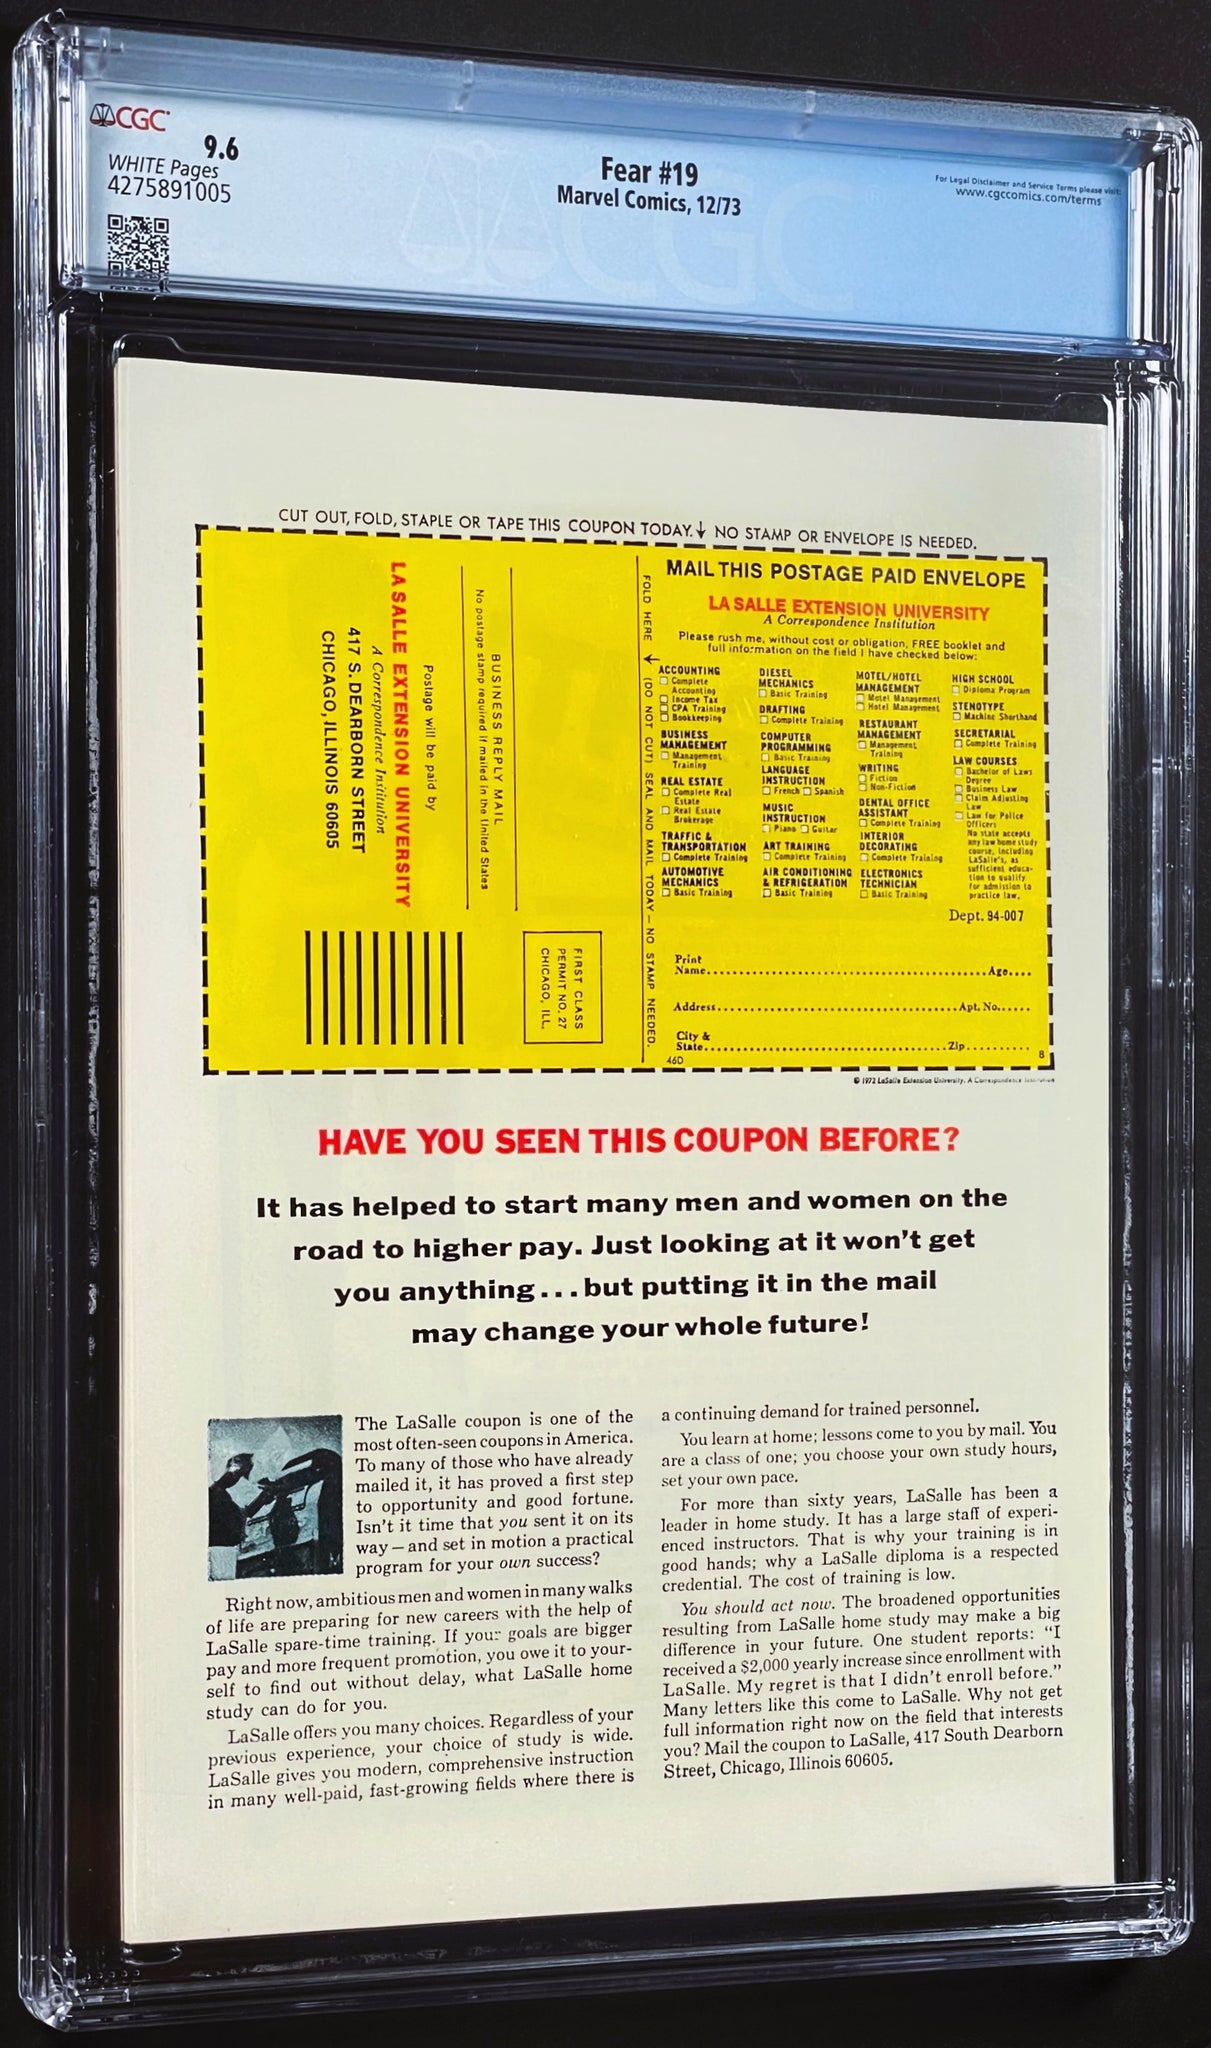 CGC
9.6
WHITE Pages
4275891005
Fear #19
Marvel Comics, 12/73
For Legal Disclaimer and Service Terms please visit:
www.cgccomics.com/terms
CUT OUT, FOLD, STAPLE OR TAPE THIS COUPON TODAY.↓ NO STAMP OR ENVELOPE IS NEEDED.
BUSINESS REPLY MAIL
No postage stamp required if mailed in the United States
Postage will be paid by
LA SALLE EXTENSION UNIVERSITY
A Correspondence Institution
417 S. DEARBORN STREET
CHICAGO, ILLINOIS 60605
FIRST CLASS
PERMIT NO. 27
CHICAGO, ILL.
FOLD HERE ↓ (DO NOT CUT) SEAL AND MAIL TODAY — NO STAMP NEEDED.
MAIL THIS POSTAGE PAID ENVELOPE
LA SALLE EXTENSION UNIVERSITY
A Correspondence Institution
Please rush me, without cost or obligation, FREE booklet and
full information on the field I have checked below:
ACCOUNTING
☐ Complete
Accounting
☐ Income Tax
☐ CPA Training
☐ Bookkeeping
BUSINESS
MANAGEMENT
☐ Management
Training
REAL ESTATE
☐ Complete Real
Estate
☐ Real Estate
Brokerage
TRAFFIC &
TRANSPORTATION
☐ Complete Training
AUTOMOTIVE
MECHANICS
☐ Basic Training
DIESEL
MECHANICS
☐ Basic Training
DRAFTING
☐ Complete Training
COMPUTER
PROGRAMMING
☐ Basic Training
LANGUAGE
INSTRUCTION
☐ French ☐ Spanish
MUSIC
INSTRUCTION
☐ Piano ☐ Guitar
ART TRAINING
☐ Complete Training
AIR CONDITIONING
& REFRIGERATION
☐ Basic Training
MOTEL/HOTEL
MANAGEMENT
☐ Motel Management
☐ Hotel Management
RESTAURANT
MANAGEMENT
☐ Management
Training
WRITING
☐ Fiction
☐ Non-Fiction
DENTAL OFFICE
ASSISTANT
☐ Complete Training
INTERIOR
DECORATING
☐ Complete Training
ELECTRONICS
TECHNICIAN
☐ Basic Training
HIGH SCHOOL
☐ Diploma Program
STENOTYPE
☐ Machine Shorthand
SECRETARIAL
☐ Complete Training
LAW COURSES
☐ Bachelor of Laws
Degree
☐ Business Law
☐ Claim Adjusting
Law
☐ Law for Police
Officers
No state accepts
any law home study
course, including
LaSalle's, as
sufficient educa-
tion to qualify
for admission to
practice law.
Dept. 94-007
Print
Name..........Age....
Address..........Apt. No......
City &
State..........Zip..........
46D
B
© 1972 LaSalle Extension University, A Correspondence Institution
HAVE YOU SEEN THIS COUPON BEFORE?
It has helped to start many men and women on the
road to higher pay. Just looking at it won't get
you anything...but putting it in the mail
may change your whole future!
The LaSalle coupon is one of the
most often-seen coupons in America.
To many of those who have already
mailed it, it has proved a first step
to opportunity and good fortune.
Isn't it time that you sent it on its
way — and set in motion a practical
program for your own success?
Right now, ambitious men and women in many walks
of life are preparing for new careers with the help of
LaSalle spare-time training. If your goals are bigger
pay and more frequent promotion, you owe it to your-
self to find out without delay, what LaSalle home
study can do for you.
LaSalle offers you many choices. Regardless of your
previous experience, your choice of study is wide.
LaSalle gives you modern, comprehensive instruction
in many well-paid, fast-growing fields where there is
a continuing demand for trained personnel.
You learn at home; lessons come to you by mail. You
are a class of one; you choose your own study hours,
set your own pace.
For more than sixty years, LaSalle has been a
leader in home study. It has a large staff of experi-
enced instructors. That is why your training is in
good hands; why a LaSalle diploma is a respected
credential. The cost of training is low.
You should act now. The broadened opportunities
resulting from LaSalle home study may make a big
difference in your future. One student reports: "I
received a $2,000 yearly increase since enrollment with
LaSalle. My regret is that I didn't enroll before."
Many letters like this come to LaSalle. Why not get
full information right now on the field that interests
you? Mail the coupon to LaSalle, 417 South Dearborn
Street, Chicago, Illinois 60605.